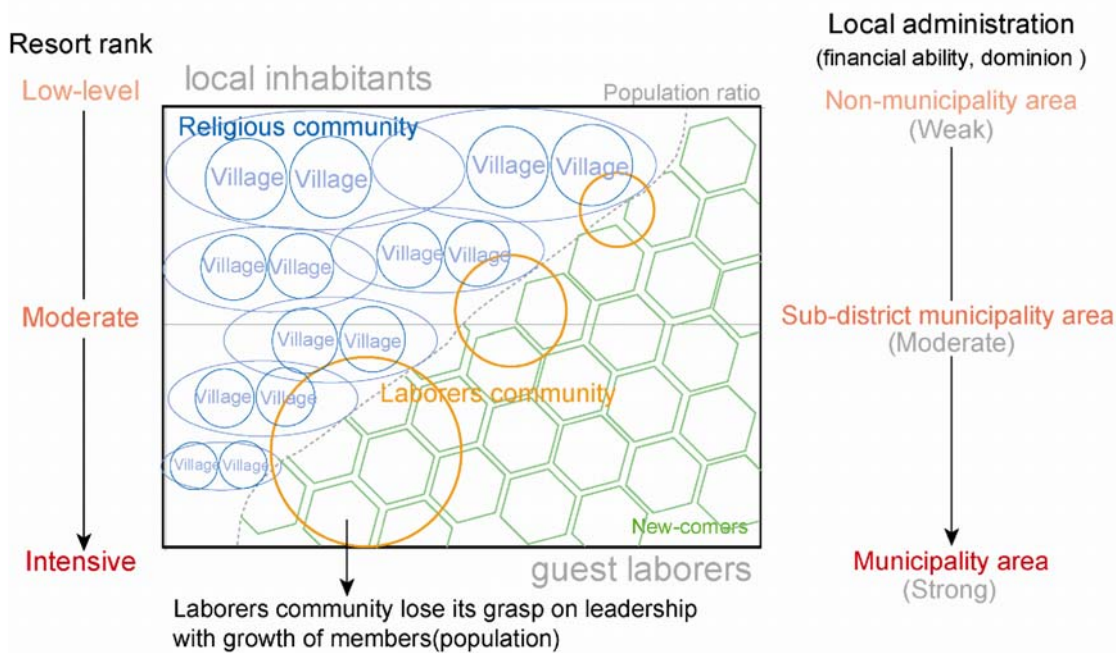 Resort rank
Low-level
Moderate
Intensive
local inhabitants
Population ratio
Religious community
Village Village Village Village
Village Village Village Village
Village Village
Village Village
Village Village
Laborers community
New-comers
guest laborers
Laborers community lose its grasp on leadership
with growth of members(population)
Local administration
(financial ability, dominion )
Non-municipality area
(Weak)
Sub-district municipality area
(Moderate)
Municipality area
(Strong)